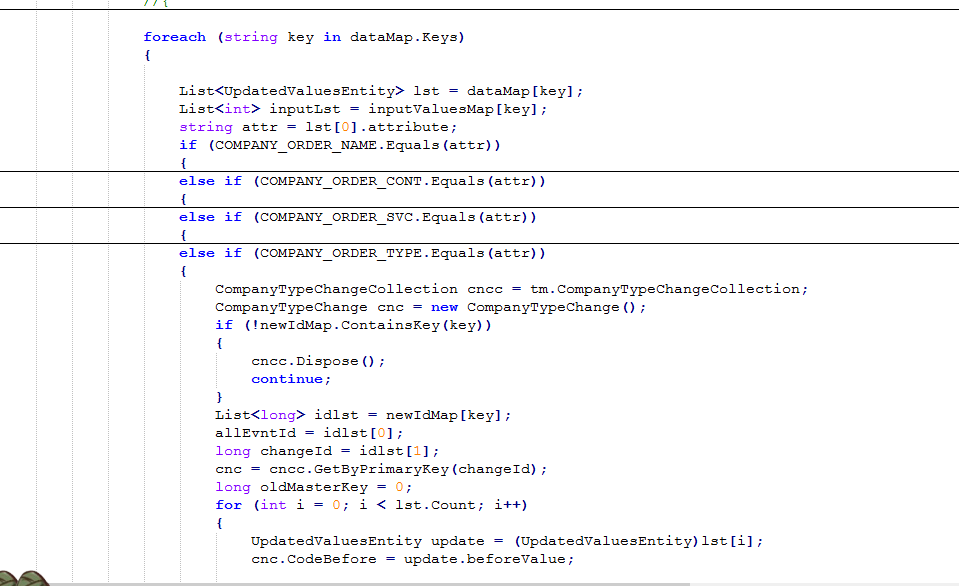 //{
foreach (string key in dataMap.Keys)
{
List<UpdatedValuesEntity> lst = dataMap[key];
List<int> inputLst = inputValuesMap[key];
string attr = lst[0].attribute;
if (COMPANY_ORDER_NAME.Equals(attr))
{
else if (COMPANY_ORDER_CONT.Equals(attr))
{
else if (COMPANY_ORDER_SVC.Equals(attr))
{
else if (COMPANY_ORDER_TYPE.Equals(attr))
{
CompanyTypeChangeCollection cncc = tm.CompanyTypeChangeCollection;
CompanyTypeChange cnc = new CompanyTypeChange();
if (!newIdMap.ContainsKey(key))
{
cncc.Dispose();
continue;
}
List<long> idlst = newIdMap[key];
allEvntId = idlst[0];
long changeId = idlst[1];
cnc = cncc.GetByPrimaryKey(changeId);
long oldMasterKey = 0;
for (int i = 0; i < lst.Count; i++)
{
UpdatedValuesEntity update = (UpdatedValuesEntity)lst[i];
cnc.CodeBefore = update.beforeValue;